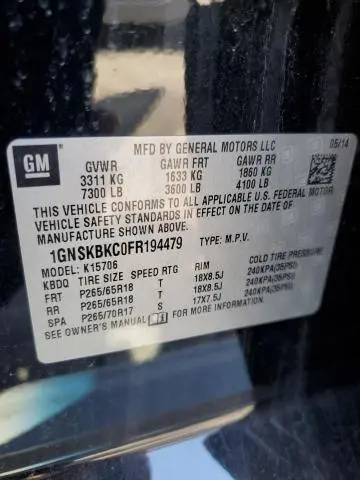 MFD BY GENERAL MOTORS LLC 05/14
GM
GVWR GAWR FRT GAWR RR
3311 KG 1633 KG 1860 KG
7300 LB 3600 LB 4100 LB
THIS VEHICLE CONFORMS TO ALL APPLICABLE U.S. FEDERAL MOTOR
VEHICLE SAFETY, BUMPER, AND THEFT PREVENTION STANDARDS
IN EFFECT ON THE DATE OF
MANUFACTURE SHOWN ABOVE.
1GNSKBKC0FR194479 TYPE: M.P.V.
MODEL: K15706
KBDQ TIRE SIZE SPEED RTG RIM COLD TIRE PRESSURE
FRT P265/65R18 T 18X8.5J 240KPA(35PSI)
RR P265/65R18 T 18X8.5J 240KPA(35PSI)
SPA P265/70R17 S 17X7.5J 240KPA(35PSI)
SEE OWNER'S MANUAL FOR MORE INFORMATION.